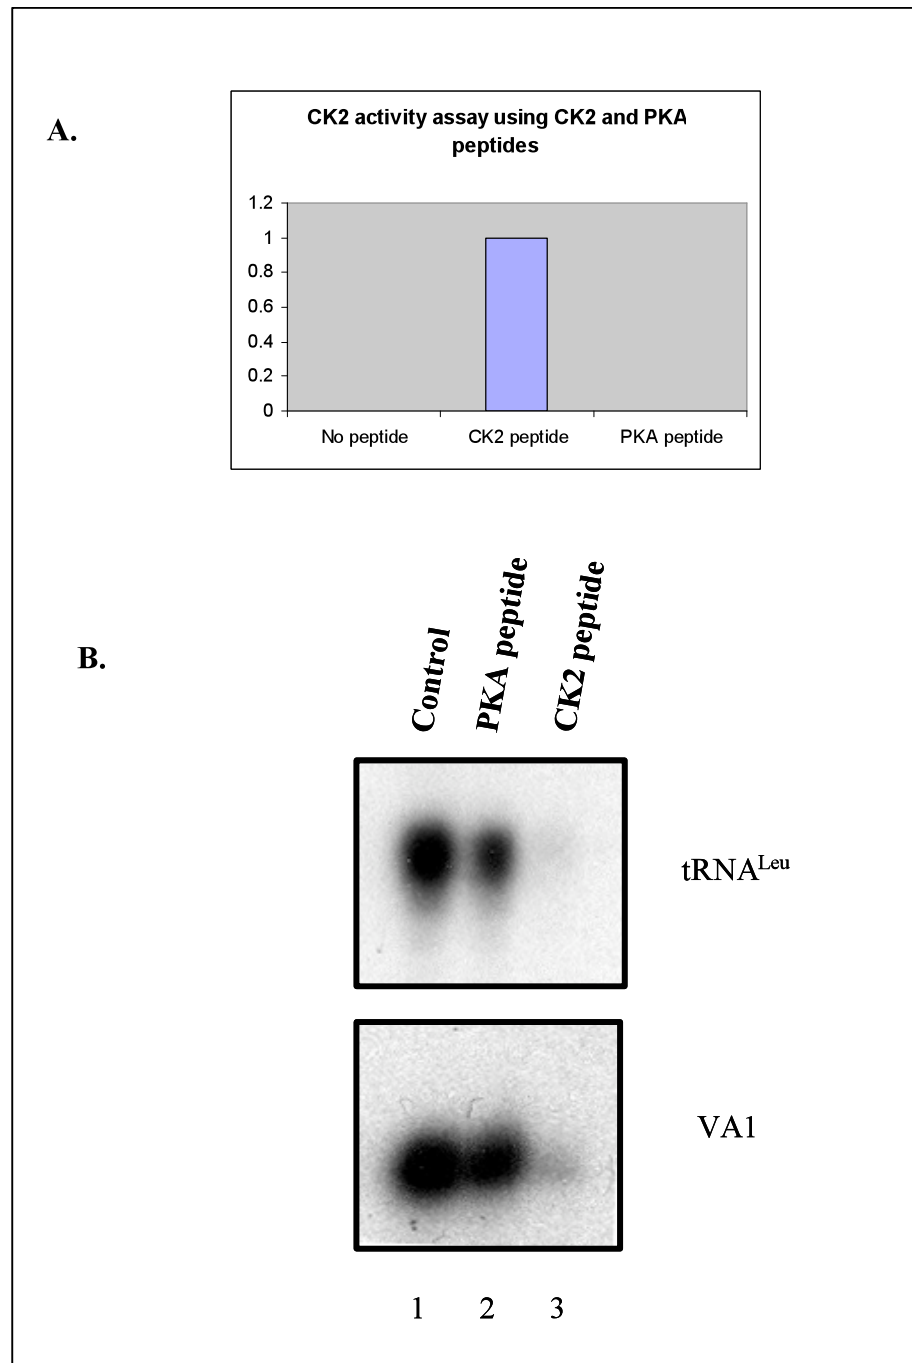 A.
CK2 activity assay using CK2 and PKA
peptides
1.2
1
0.8
0.6
0.4
0.2
0
No peptide
CK2 peptide
PKA peptide
B.
Control
PKA peptide
CK2 peptide
tRNALeu
VA1
1 2 3